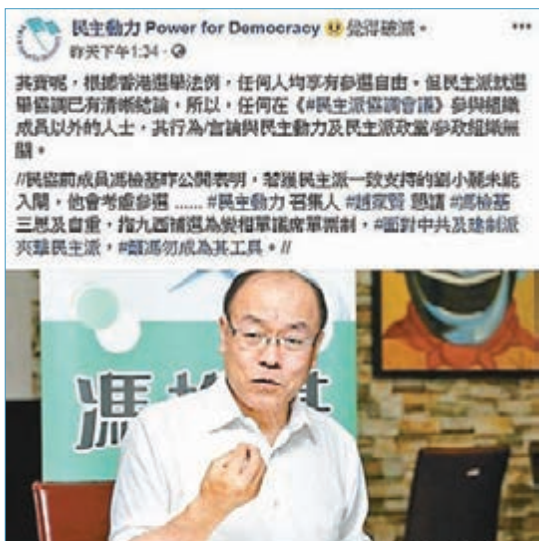 民主動力 Power for Democracy 覺得破滅。
昨天下午1:34
其實呢，根據香港選舉法例，任何人均享有參選自由。但民主派就選
舉協調已有清晰結論，所以，任何在《#民主派協調會議》參與組織
成員以外的人士，其行為/言論與民主動力及民主派政黨/參政組織無
關。
//民協前成員馮檢基昨公開表明，若獲民主派一致支持的劉小麗未能
入閘，他會考慮參選 ...... #民主動力 召集人 #趙家賢 懇請 #馮檢基
三思及自重，指九西補選為變相單議席單票制，#面對中共及建制派
夾擊民主派，#籲馮勿成為其工具。//
馮檢基